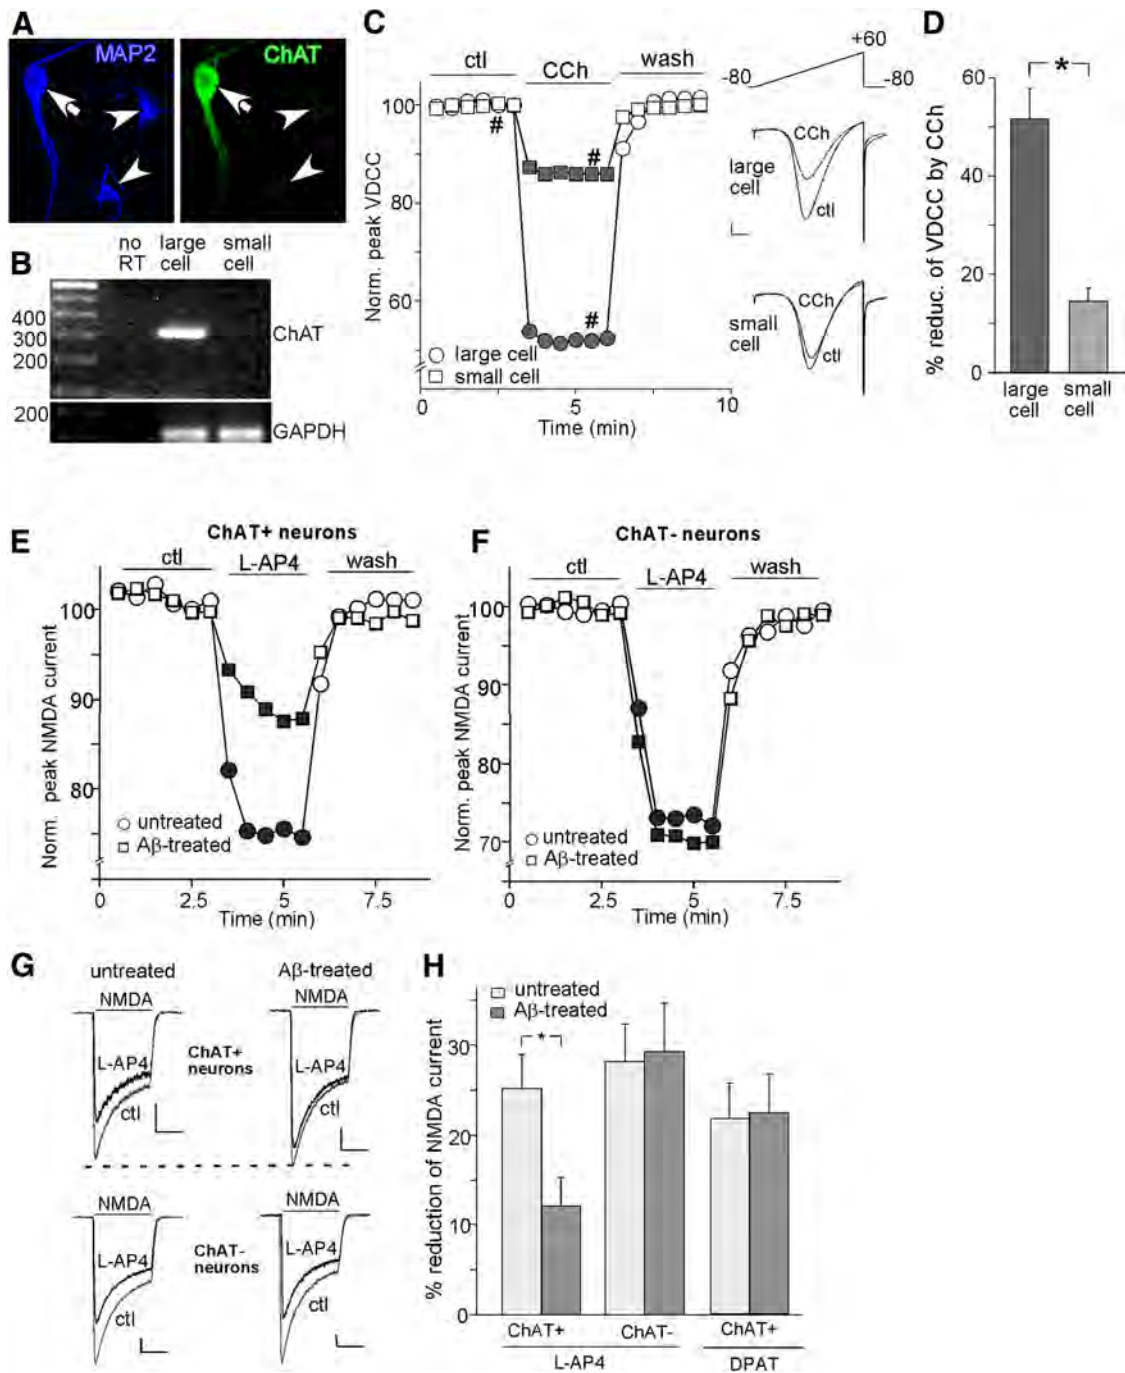 A
MAP2
ChAT
B
no RT
large cell
small cell
400
300
200
ChAT
200
GAPDH
C
ctl
CCh
wash
Norm. peak VDCC
100
80
60
#
#
#
large cell
small cell
0
5
10
Time (min)
+60
-80
-80
CCh
large cell
ctl
CCh
small cell
ctl
D
*
% reduc. of VDCC by CCh
60
40
20
0
large cell
small cell
E
ChAT+ neurons
ctl
L-AP4
wash
Norm. peak NMDA current
100
90
80
untreated
Aβ-treated
0
2.5
5
7.5
Time (min)
F
ChAT- neurons
ctl
L-AP4
wash
Norm. peak NMDA current
100
90
80
70
untreated
Aβ-treated
0
2.5
5
7.5
Time (min)
G
untreated
Aβ-treated
NMDA
NMDA
L-AP4
ctl
ChAT+ neurons
L-AP4
ctl
NMDA
NMDA
L-AP4
ctl
ChAT- neurons
L-AP4
ctl
H
untreated
Aβ-treated
*
% reduction of NMDA current
30
20
10
0
ChAT+
ChAT-
ChAT+
L-AP4
DPAT